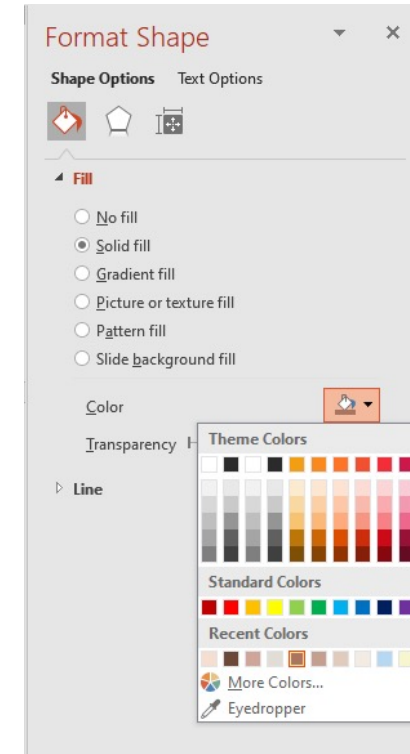 Format Shape
Shape Options Text Options
Fill
No fill
Solid fill
Gradient fill
Picture or texture fill
Pattern fill
Slide background fill
Color
Transparency
Theme Colors
Line
Standard Colors
Recent Colors
More Colors...
Eyedropper